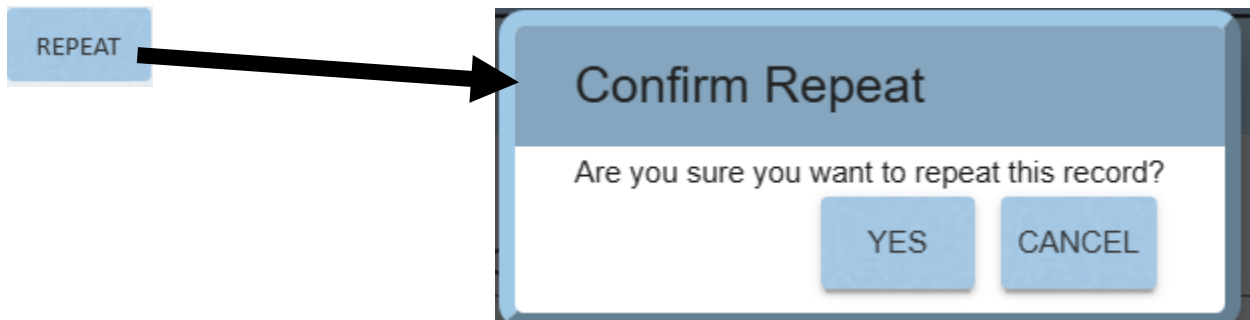 REPEAT
Confirm Repeat
Are you sure you want to repeat this record?
YES CANCEL